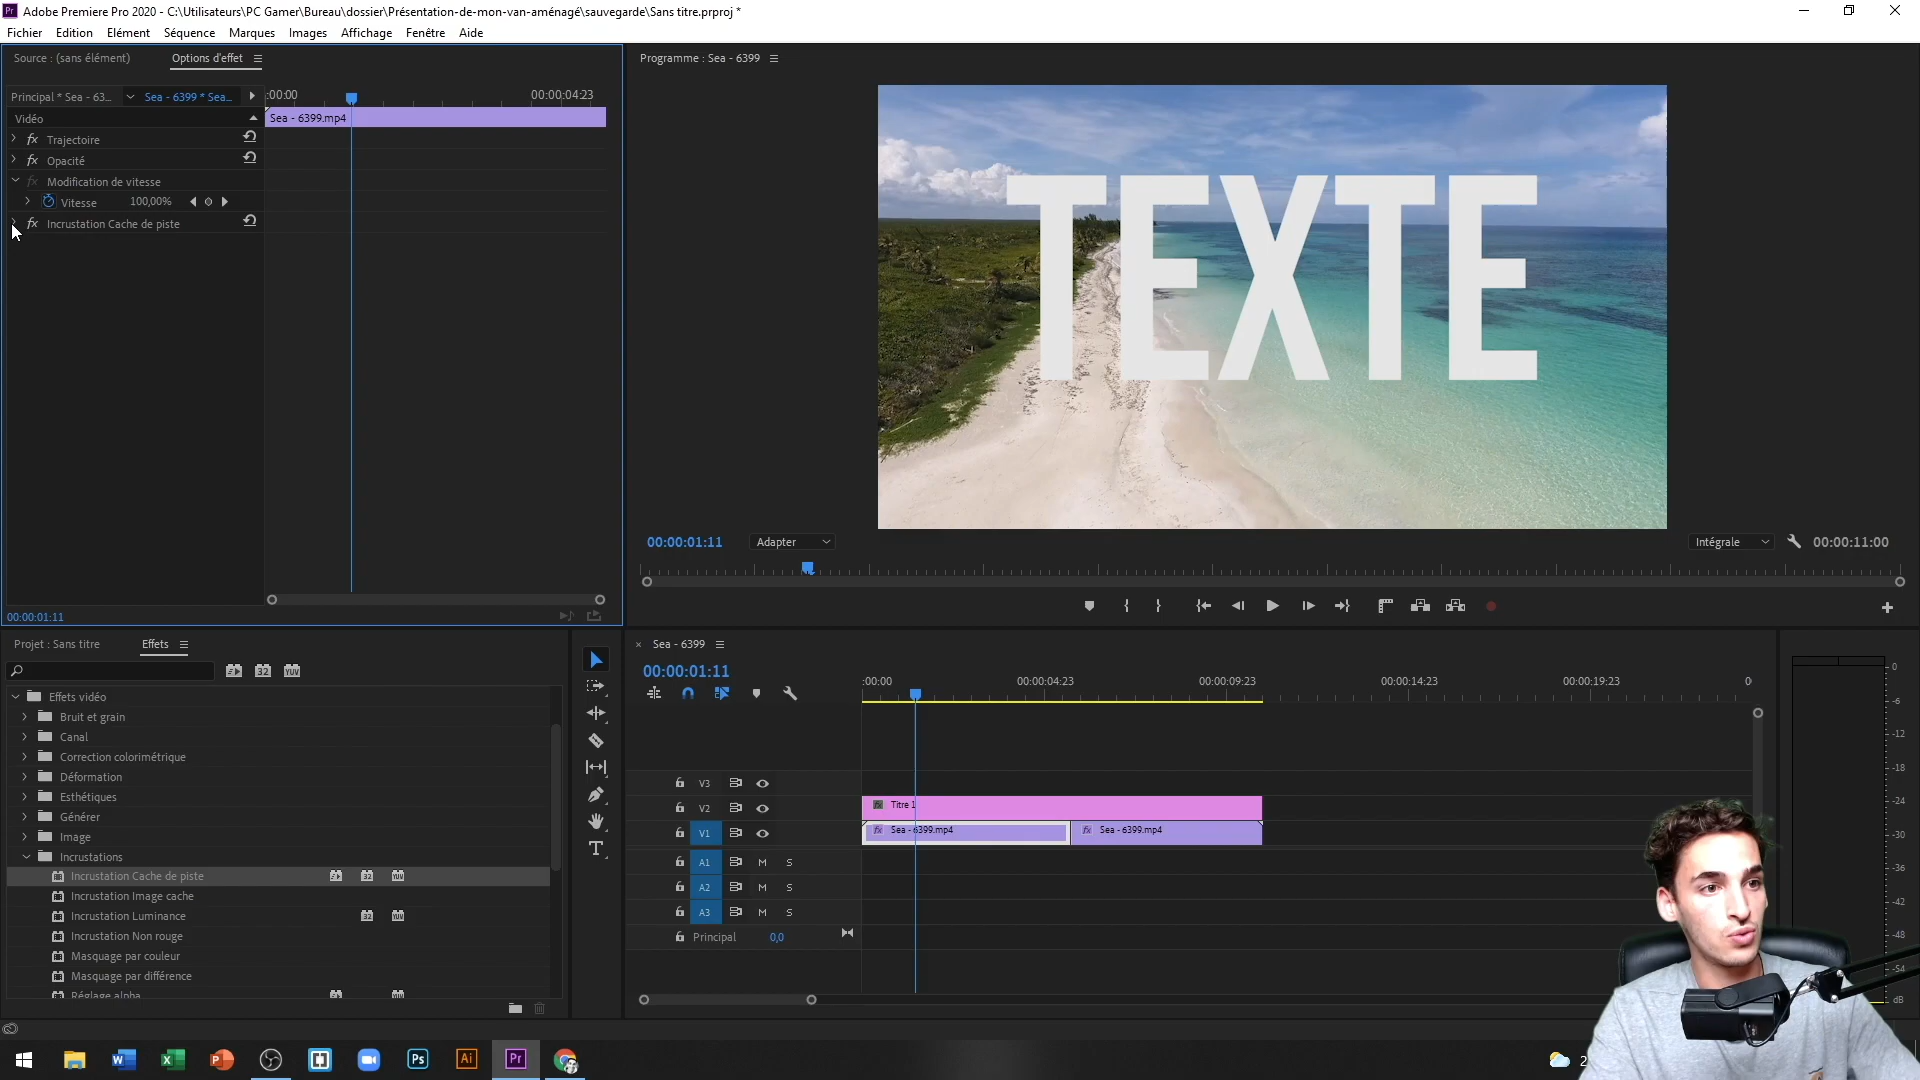 Adobe Premiere Pro 2020 - C:\Utilisateurs\PC Gamer\Bureau\dossier\Présentation-de-mon-van-aménagé\sauvegarde\Sans titre.prproj *
Fichier Edition Elément Séquence Marques Images Affichage Fenêtre Aide
Source : (sans élément)
Options d'effet
Principal * Sea - 63...
Sea - 6399 * Sea...
:00:00
00:00:04:23
Vidéo
Sea - 6399.mp4
fx Trajectoire
fx Opacité
fx Modification de vitesse
Vitesse 100,00%
fx Incrustation Cache de piste
00:00:01:11
Programme : Sea - 6399
TEXTE
00:00:01:11
Adapter
Intégrale
00:00:11:00
Projet : Sans titre
Effets
Effets vidéo
Bruit et grain
Canal
Correction colorimétrique
Déformation
Esthétiques
Générer
Image
Incrustations
Incrustation Cache de piste
Incrustation Image cache
Incrustation Luminance
Incrustation Non rouge
Masquage par couleur
Masquage par différence
Réglage alpha
Sea - 6399
00:00:01:11
:00:00 00:00:04:23 00:00:09:23 00:00:14:23 00:00:19:23
V3
V2
fx Titre 1
V1
fx Sea - 6399.mp4
fx Sea - 6399.mp4
A1 M S
A2 M S
A3 M S
Principal 0,0
0
-6
-12
-18
-24
-30
-36
-42
-48
-54
dB